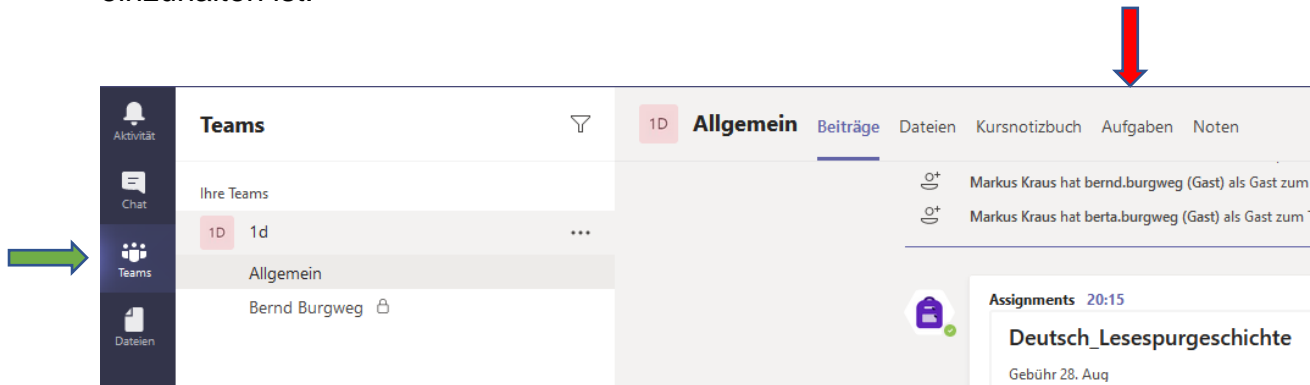 einzuhalten ist.
Aktivität
Chat
Teams
Dateien
Teams
Ihre Teams
1D 1d
Allgemein
Bernd Burgweg
1D Allgemein Beiträge Dateien Kursnotizbuch Aufgaben Noten
Markus Kraus hat bernd.burgweg (Gast) als Gast zum
Markus Kraus hat berta.burgweg (Gast) als Gast zum
Assignments 20:15
Deutsch_Lesespurgeschichte
Gebühr 28. Aug